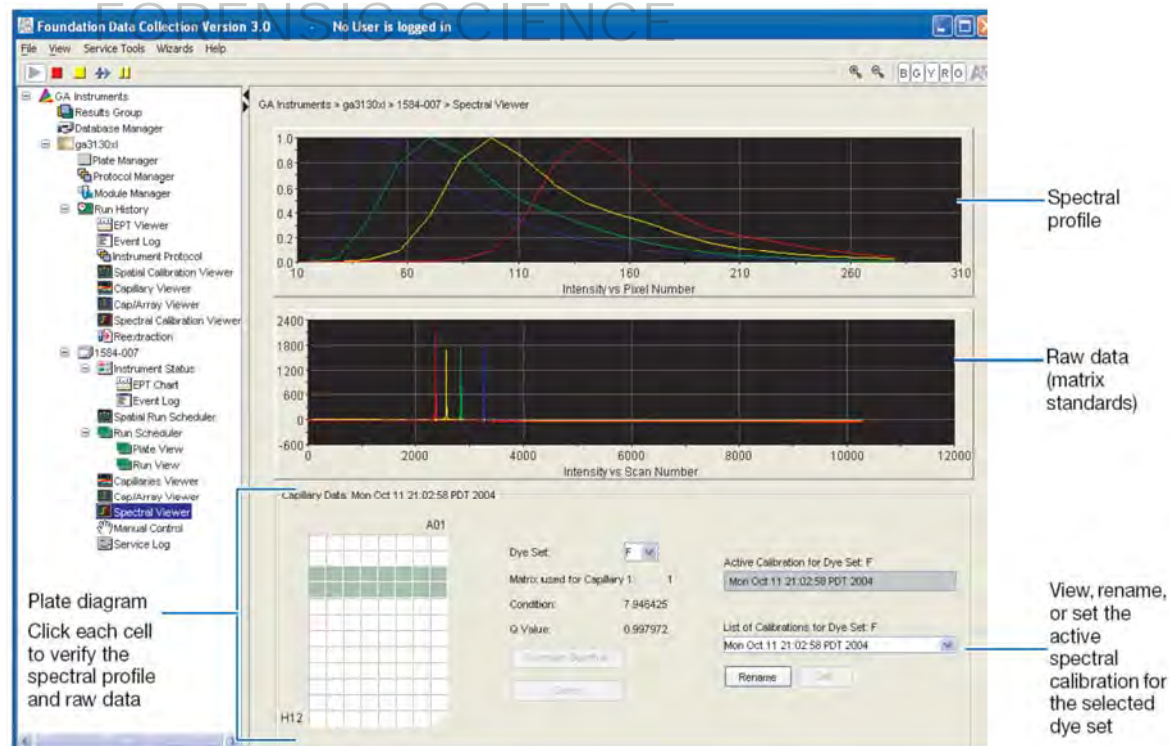 FORENSIC SCIENCE
Foundation Data Collection Version 3.0 - No User is logged in
File View Service Tools Wizards Help
B G Y R O
GA Instruments
Results Group
Database Manager
ga3130xl
Plate Manager
Protocol Manager
Module Manager
Run History
EPT Viewer
Event Log
Instrument Protocol
Spatial Calibration Viewer
Capillary Viewer
Cap/Array Viewer
Spectral Calibration Viewer
Reextraction
1584-007
Instrument Status
EPT Chart
Event Log
Spatial Run Scheduler
Run Scheduler
Plate View
Run View
Capillaries Viewer
Cap/Array Viewer
Spectral Viewer
Manual Control
Service Log
GA Instruments > ga3130xl > 1584-007 > Spectral Viewer
1.0
0.8
0.6
0.4
0.2
0.0
10 60 110 160 210 260 310
Intensity vs Pixel Number
Spectral
profile
2400
1800
1200
600
0
-600
0 2000 4000 6000 8000 10000 12000
Intensity vs Scan Number
Raw data
(matrix
standards)
Capillary Data: Mon Oct 11 21:02:58 PDT 2004
A01
H12
Dye Set: F
Matrix used for Capillary 1: 1
Condition: 7.946425
Q Value: 0.997972
Active Calibration for Dye Set: F
Mon Oct 11 21:02:58 PDT 2004
List of Calibrations for Dye Set: F
Mon Oct 11 21:02:58 PDT 2004
Rename Set
Plate diagram
Click each cell
to verify the
spectral profile
and raw data
View, rename,
or set the
active
spectral
calibration for
the selected
dye set